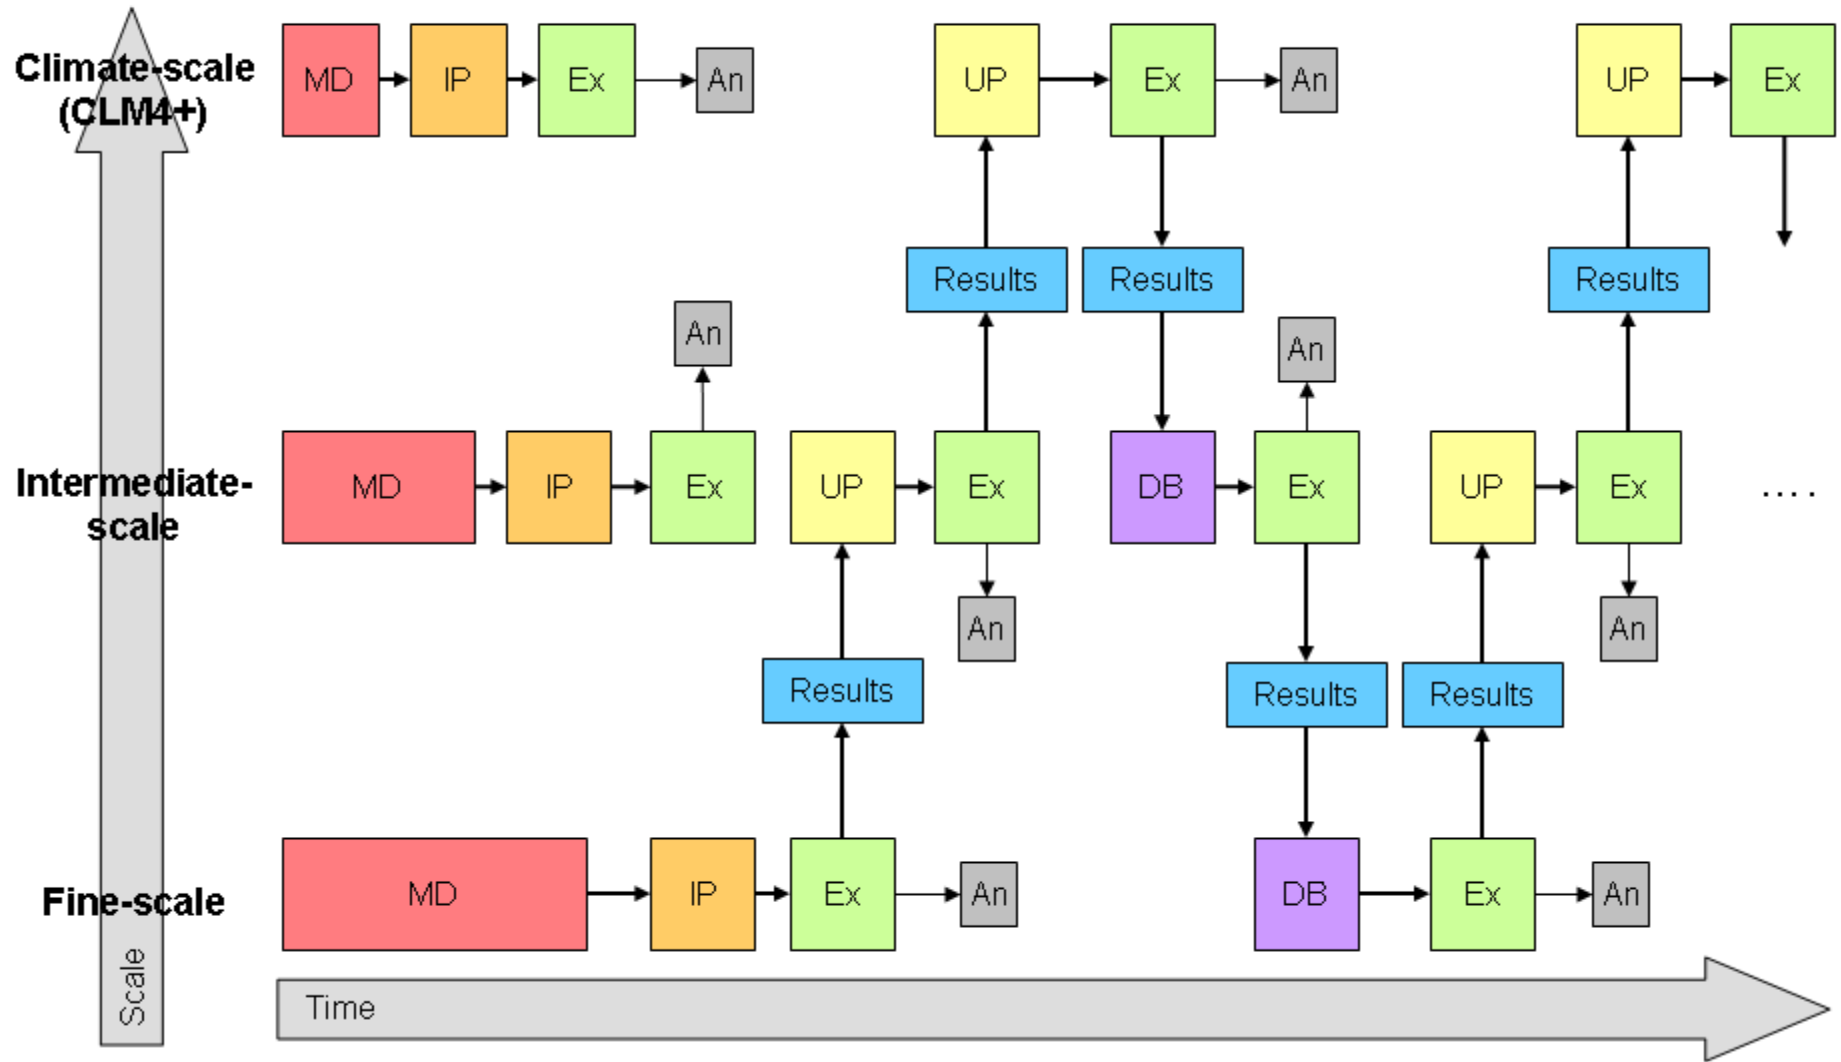 Climate-scale
(CLM4+)
MD
IP
Ex
An
UP
Ex
An
UP
Ex
Results
Results
Results
An
An
Intermediate-
scale
MD
IP
Ex
UP
Ex
DB
Ex
UP
Ex
....
An
An
Results
Results
Results
Fine-scale
MD
IP
Ex
An
DB
Ex
An
Scale
Time